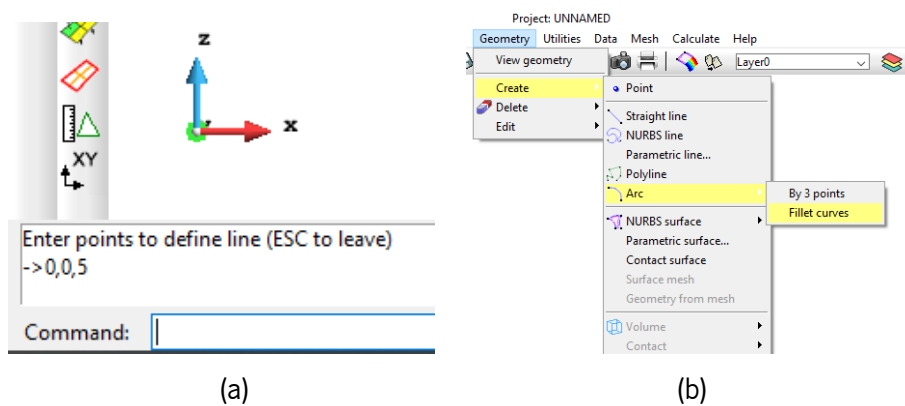 z
x
XY
Enter points to define line (ESC to leave)
->0,0,5
Command:
(a)
Project: UNNAMED
Geometry Utilities Data Mesh Calculate Help
View geometry
Layer0
Create
Delete
Edit
Point
Straight line
NURBS line
Parametric line...
Polyline
Arc
By 3 points
Fillet curves
NURBS surface
Parametric surface...
Contact surface
Surface mesh
Geometry from mesh
Volume
Contact
(b)